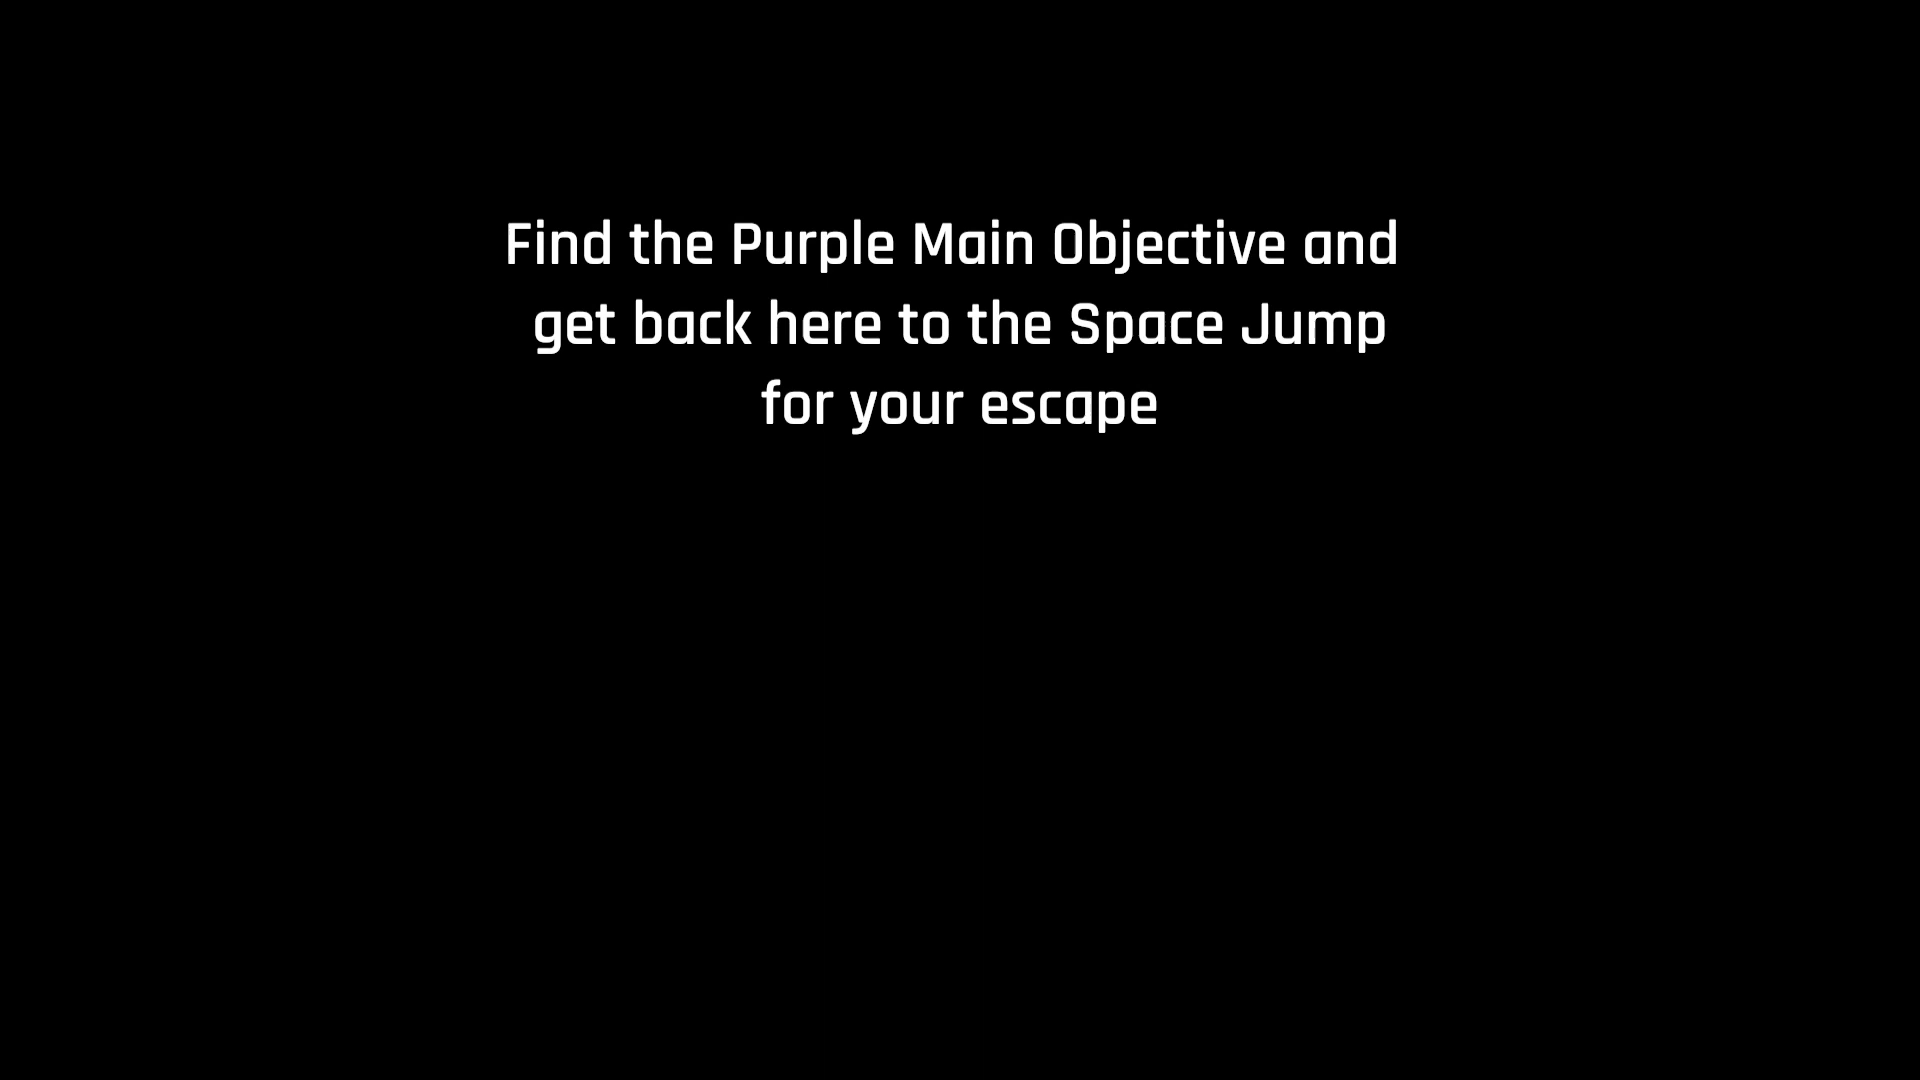 Find the Purple Main Objective and
get back here to the Space Jump
for your escape